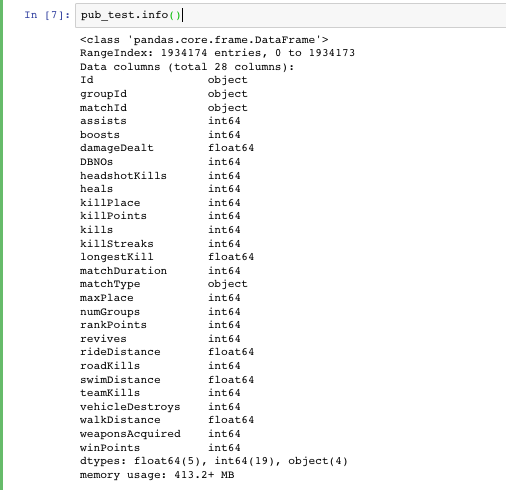 In [7]: pub_test.info()
<class 'pandas.core.frame.DataFrame'>
RangeIndex: 1934174 entries, 0 to 1934173
Data columns (total 28 columns):
Id                 object
groupId            object
matchId            object
assists            int64
boosts             int64
damageDealt        float64
DBNOs              int64
headshotKills      int64
heals              int64
killPlace          int64
killPoints         int64
kills              int64
killStreaks        int64
longestKill        float64
matchDuration      int64
matchType          object
maxPlace           int64
numGroups          int64
rankPoints         int64
revives            int64
rideDistance       float64
roadKills          int64
swimDistance       float64
teamKills          int64
vehicleDestroys    int64
walkDistance       float64
weaponsAcquired    int64
winPoints          int64
dtypes: float64(5), int64(19), object(4)
memory usage: 413.2+ MB